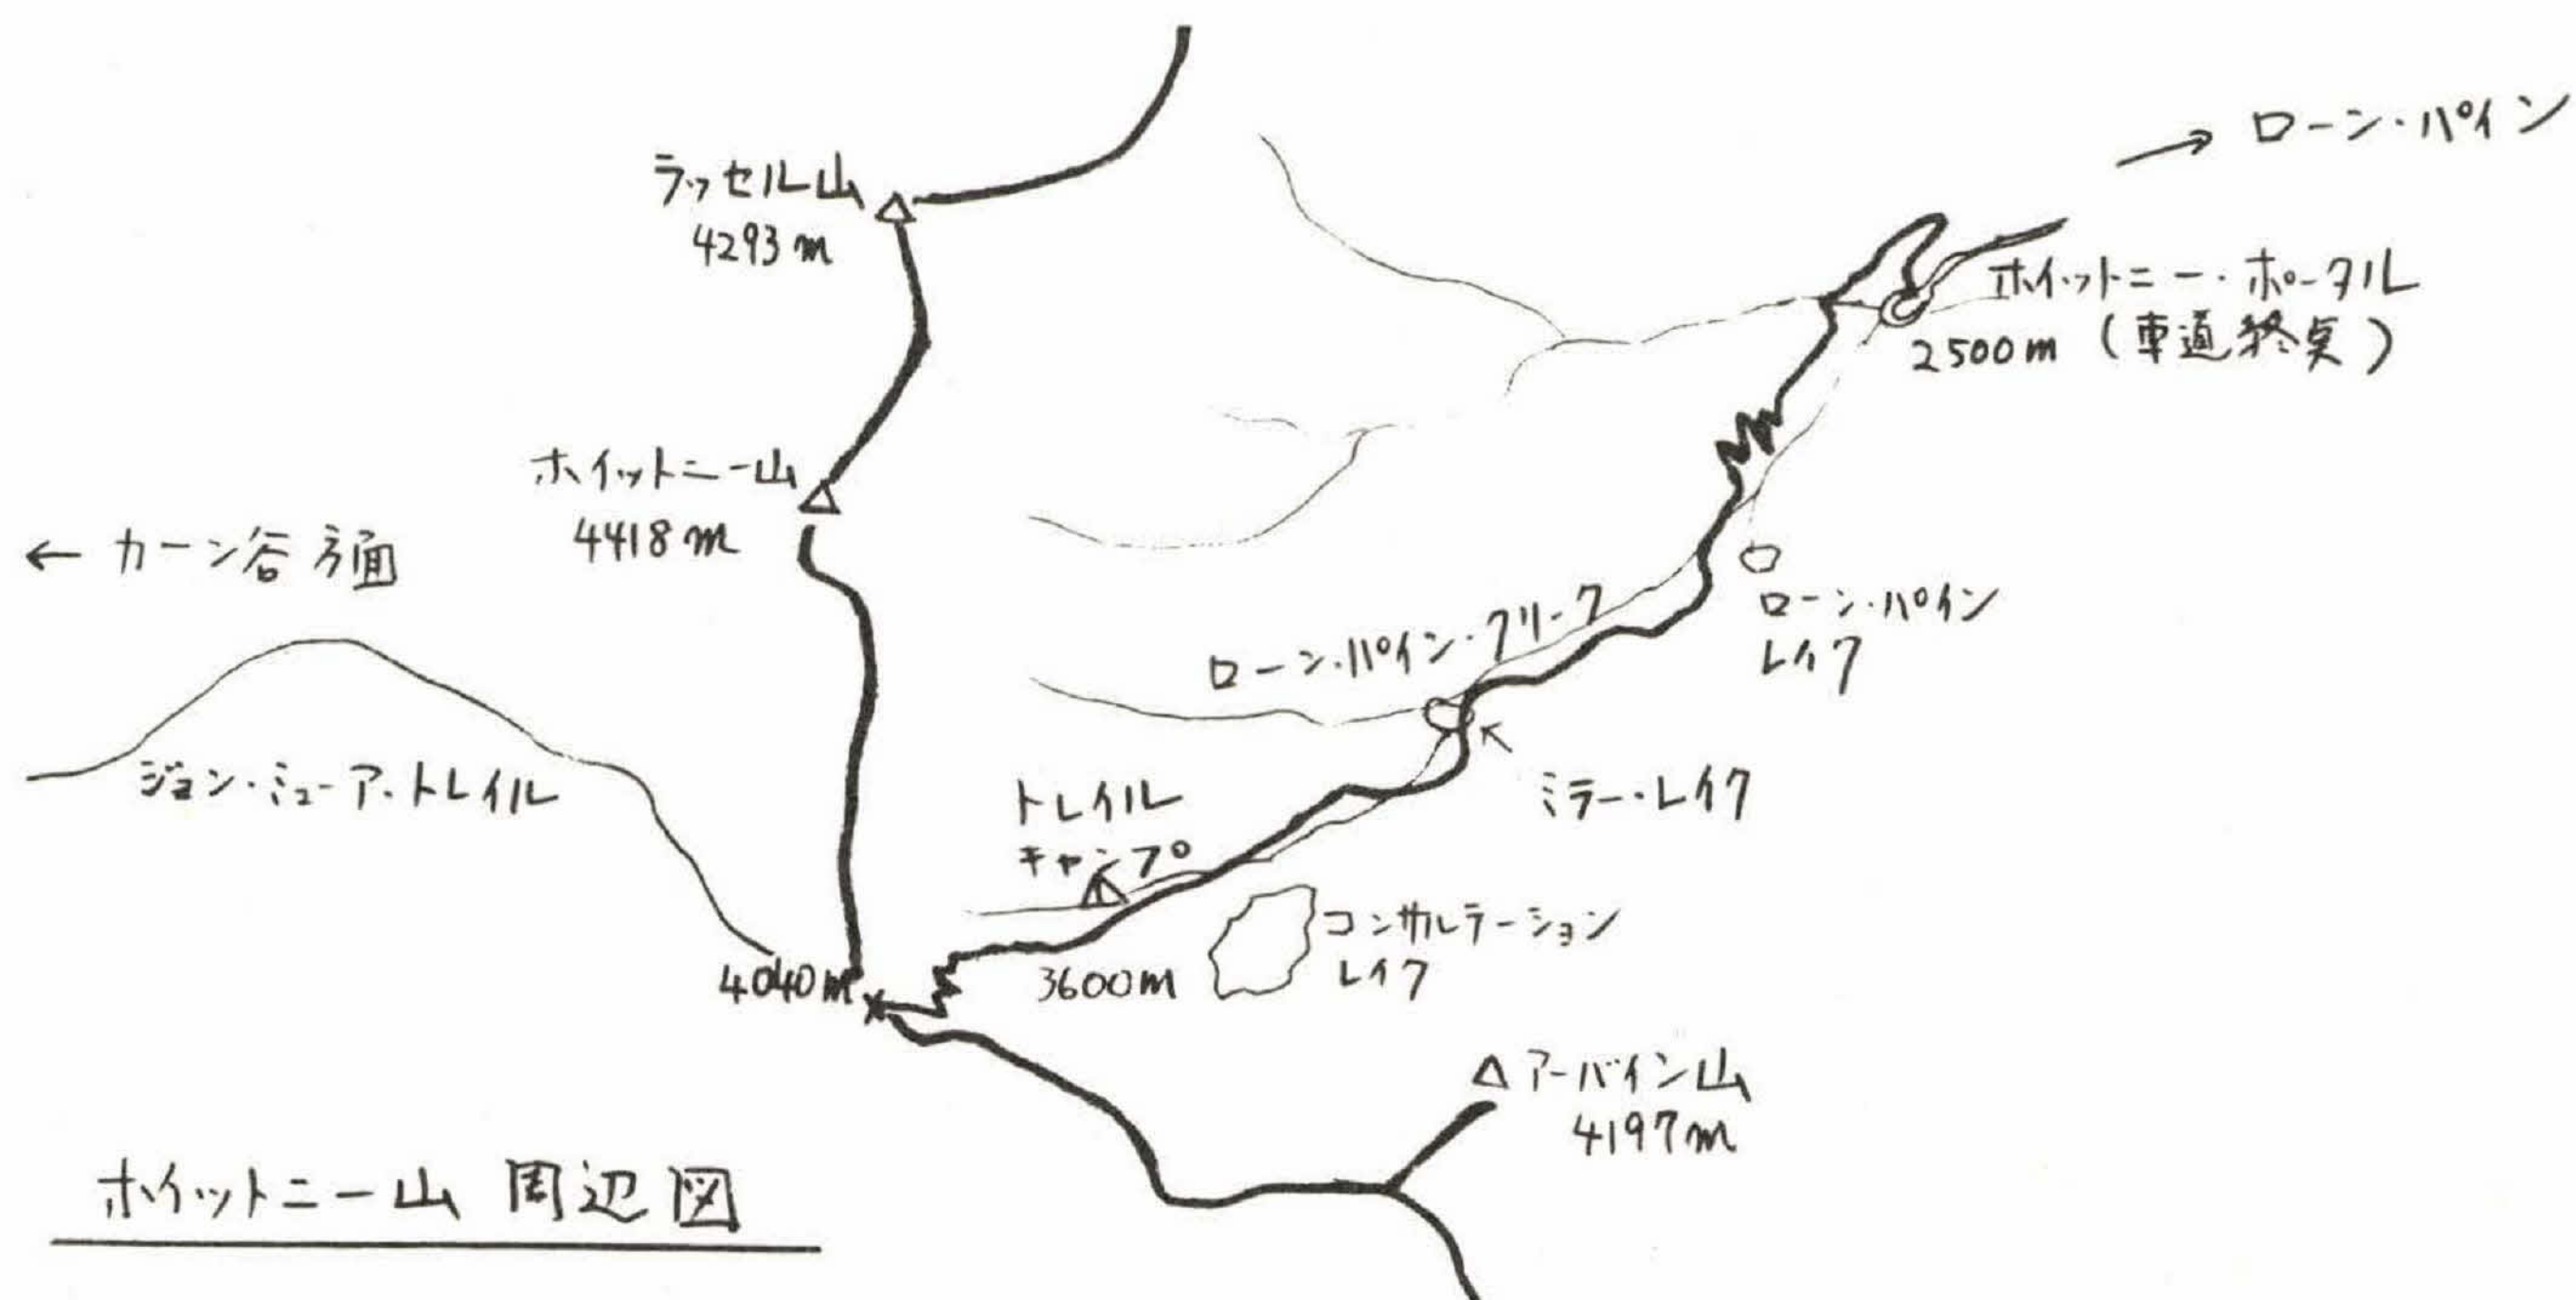 → ローン・パイン
ラッセル山
4293m
ホイットニー・ポータル
2500m (車道終点)
ホイットニー山
4418m
← カーン谷方面
ローン・パイン
レイク
ローン・パイン・クリーク
ジョン・ミューア・トレイル
ミラー・レイク
トレイル
キャンプ
コンサルテーション
レイク
4040m
3600m
アーバイン山
4197m
ホイットニー山 周辺図